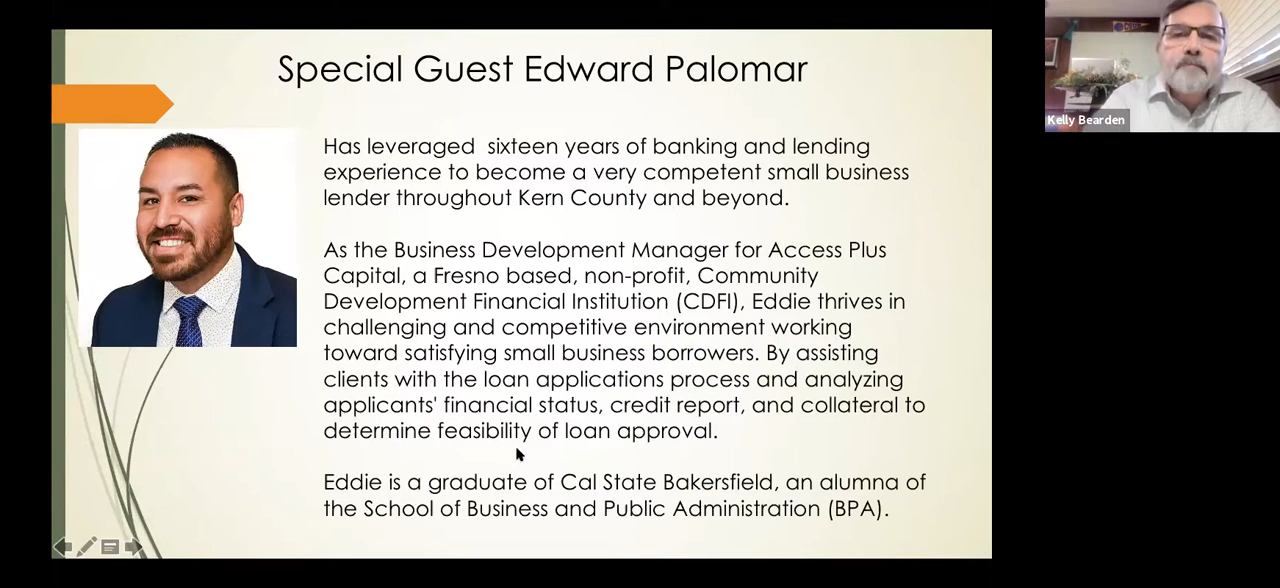 Special Guest Edward Palomar
Has leveraged  sixteen years of banking and lending
experience to become a very competent small business
lender throughout Kern County and beyond.
As the Business Development Manager for Access Plus
Capital, a Fresno based, non-profit, Community
Development Financial Institution (CDFI), Eddie thrives in
challenging and competitive environment working
toward satisfying small business borrowers. By assisting
clients with the loan applications process and analyzing
applicants' financial status, credit report, and collateral to
determine feasibility of loan approval.
Eddie is a graduate of Cal State Bakersfield, an alumna of
the School of Business and Public Administration (BPA).
Kelly Bearden